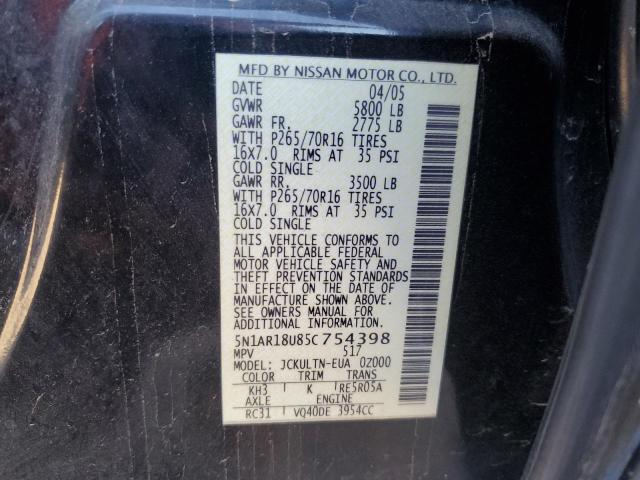 MFD BY NISSAN MOTOR CO., LTD.
DATE 04/05
GVWR 5800 LB
GAWR FR. 2775 LB
WITH P265/70R16 TIRES
16X7.0 RIMS AT 35 PSI
COLD SINGLE
GAWR RR. 3500 LB
WITH P265/70R16 TIRES
16X7.0 RIMS AT 35 PSI
COLD SINGLE
THIS VEHICLE CONFORMS TO
ALL APPLICABLE FEDERAL
MOTOR VEHICLE SAFETY AND
THEFT PREVENTION STANDARDS
IN EFFECT ON THE DATE OF
MANUFACTURE SHOWN ABOVE.
SEE OWNERS MANUAL FOR
ADDITIONAL INFORMATION.
5N1AR18U85C754398
MPV 517
MODEL: JCKULTN-EUA 0Z000
COLOR TRIM TRANS
KH3 K RE5R05A
AXLE ENGINE
RC31 VQ40DE 3954CC